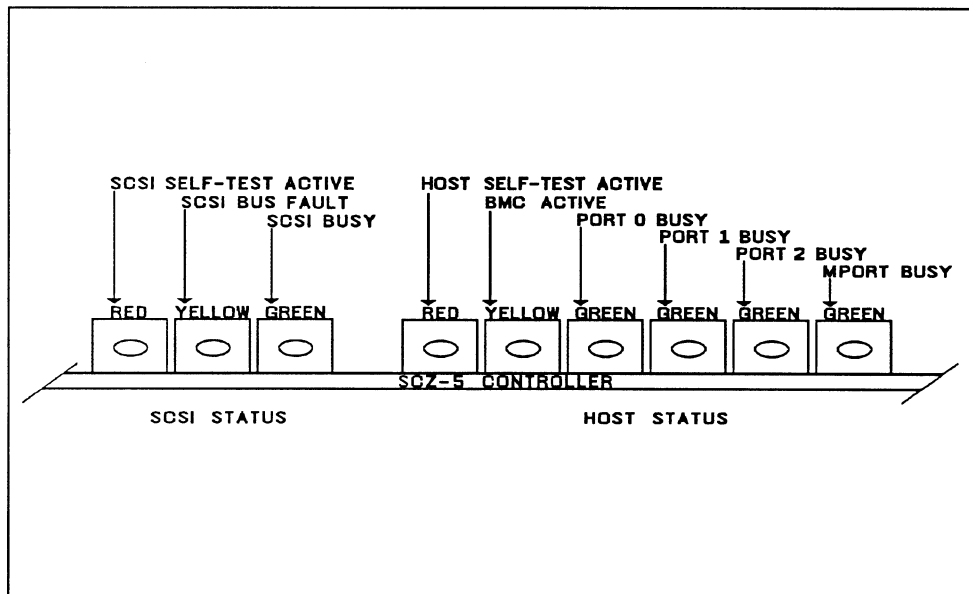 SCSI SELF-TEST ACTIVE
SCSI BUS FAULT
SCSI BUSY
HOST SELF-TEST ACTIVE
BMC ACTIVE
PORT 0 BUSY
PORT 1 BUSY
PORT 2 BUSY
MPORT BUSY
RED YELLOW GREEN RED YELLOW GREEN GREEN GREEN GREEN
SCZ-5 CONTROLLER
SCSI STATUS HOST STATUS